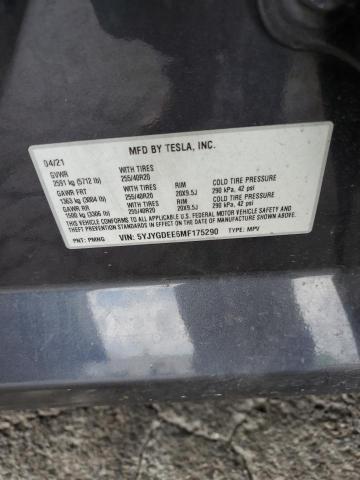 MFD BY TESLA, INC.
04/21
GVWR
2591 kg (5712 lb) WITH TIRES 255/40R20
GAWR FRT WITH TIRES RIM COLD TIRE PRESSURE
1363 kg (3004 lb) 255/40R20 20X9.5J 290 kPa, 42 psi
GAWR RR WITH TIRES RIM COLD TIRE PRESSURE
1500 kg (3306 lb) 255/40R20 20X9.5J 290 kPa, 42 psi
THIS VEHICLE CONFORMS TO ALL APPLICABLE U.S. FEDERAL MOTOR VEHICLE SAFETY AND
THEFT PREVENTION STANDARDS IN EFFECT ON THE DATE OF MANUFACTURE SHOWN ABOVE.
PNT: PMNG VIN: 5YJYGDEE6MF175290 TYPE: MPV